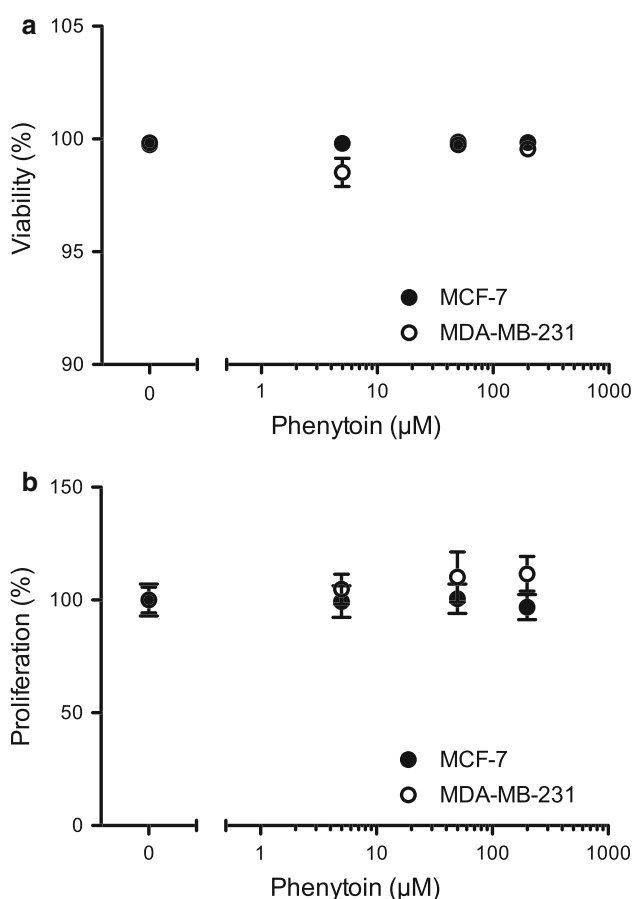 a
105
100
95
90
Viability (%)
MCF-7
MDA-MB-231
0 1 10 100 1000
Phenytoin (µM)
b
150
100
50
0
Proliferation (%)
MCF-7
MDA-MB-231
0 1 10 100 1000
Phenytoin (µM)